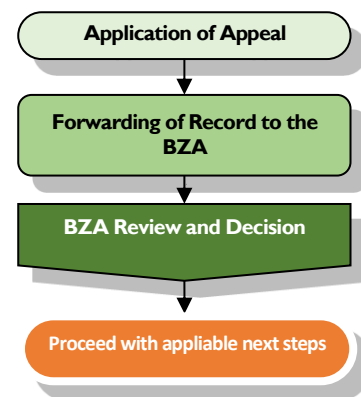 Application of Appeal
Forwarding of Record to the
BZA
BZA Review and Decision
Proceed with appliable next steps